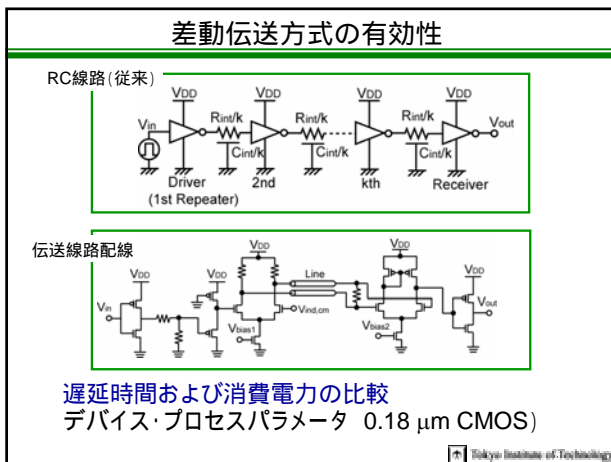 差動伝送方式の有効性
RC線路(従来)
VDD VDD VDD VDD
Vin Rint/k Rint/k Rint/k Vout
Cint/k Cint/k Cint/k
Driver 2nd kth Receiver
(1st Repeater)
伝送線路配線
VDD VDD VDD VDD VDD
Line
Vin Vind,cm Vout
Vbias1 Vbias2
遅延時間および消費電力の比較
デバイス・プロセスパラメータ 0.18 μm CMOS)
Tokyo Institute of Technology